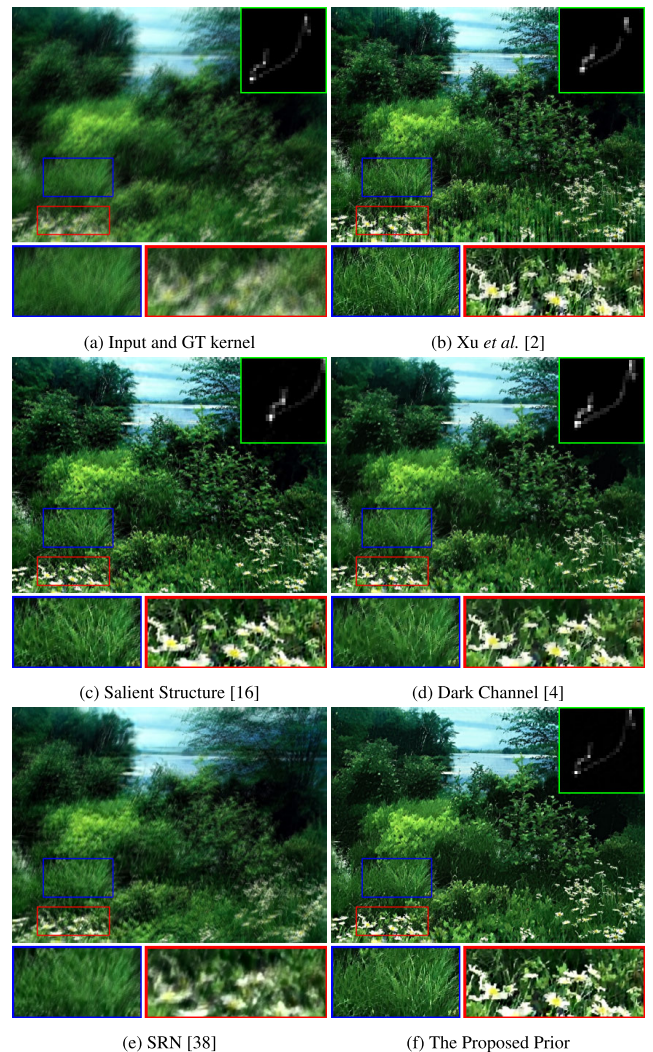 (a) Input and GT kernel
(b) Xu et al. [2]
(c) Salient Structure [16]
(d) Dark Channel [4]
(e) SRN [38]
(f) The Proposed Prior